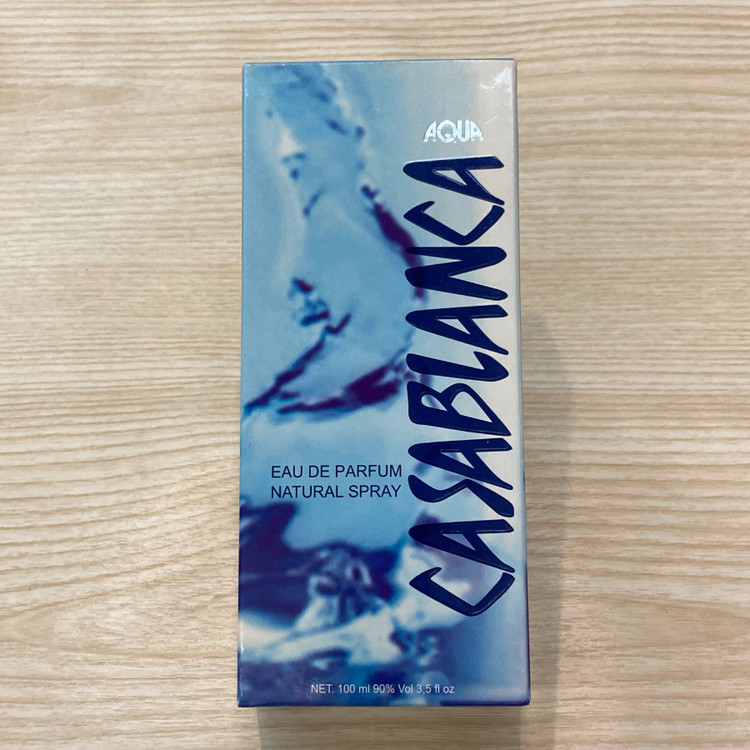 AQUA
CASABLANCA
EAU DE PARFUM
NATURAL SPRAY
NET. 100 ml 90% Vol 3,5 fl oz